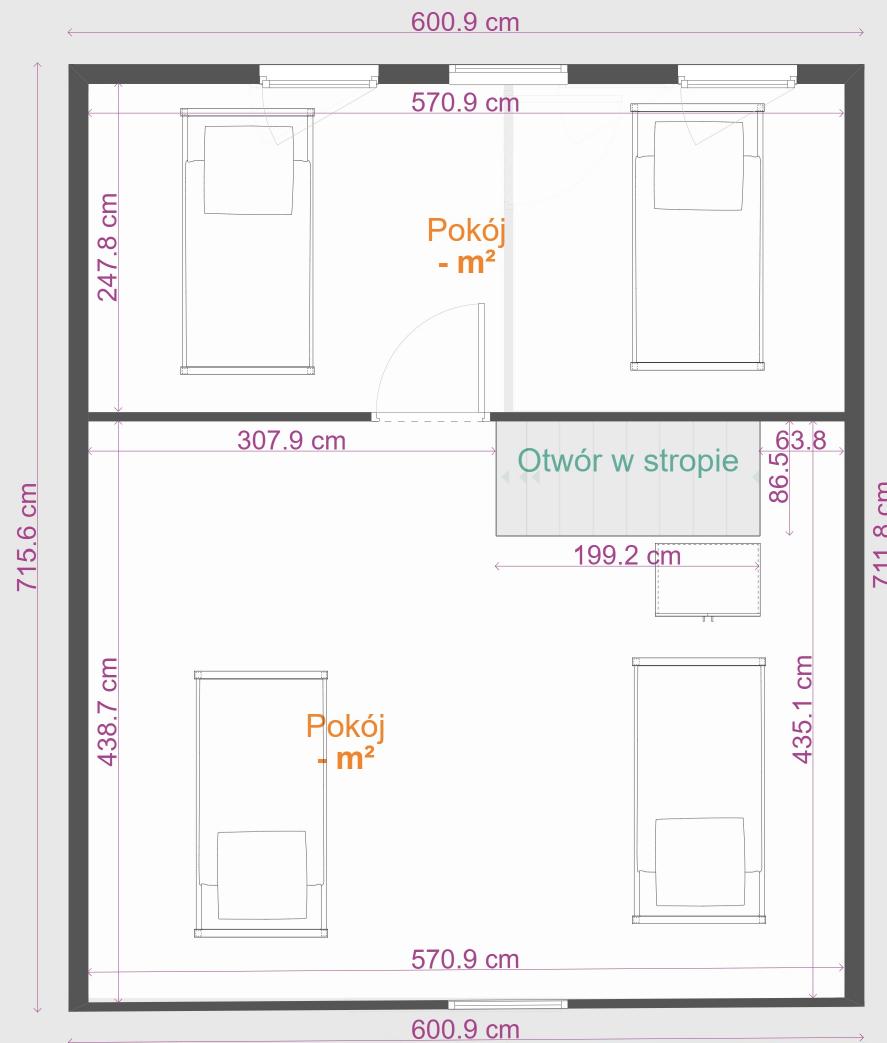 600.9 cm
570.9 cm
247.8 cm
Pokój
- m²
307.9 cm
63.8
86.5
Otwór w stropie
199.2 cm
715.6 cm
711.8 cm
438.7 cm
435.1 cm
Pokój
- m²
570.9 cm
600.9 cm